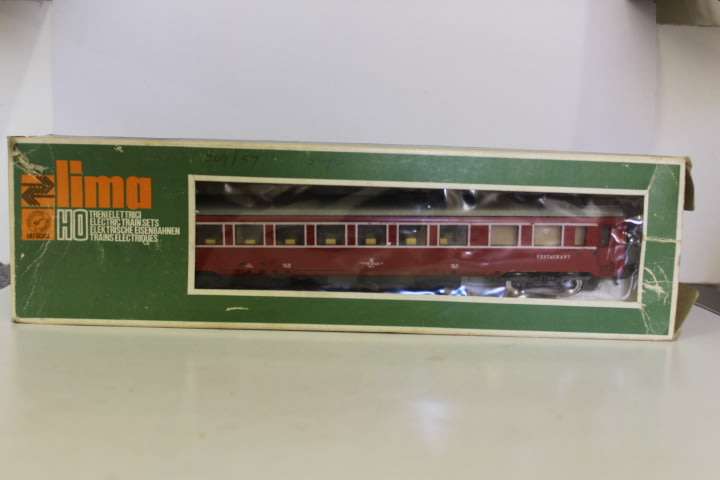 lima
HO
TRENI ELETTRICI
ELECTRIC TRAIN SETS
ELEKTRISCHE EISENBAHNEN
TRAINS ELECTRIQUES
RESTAURANT